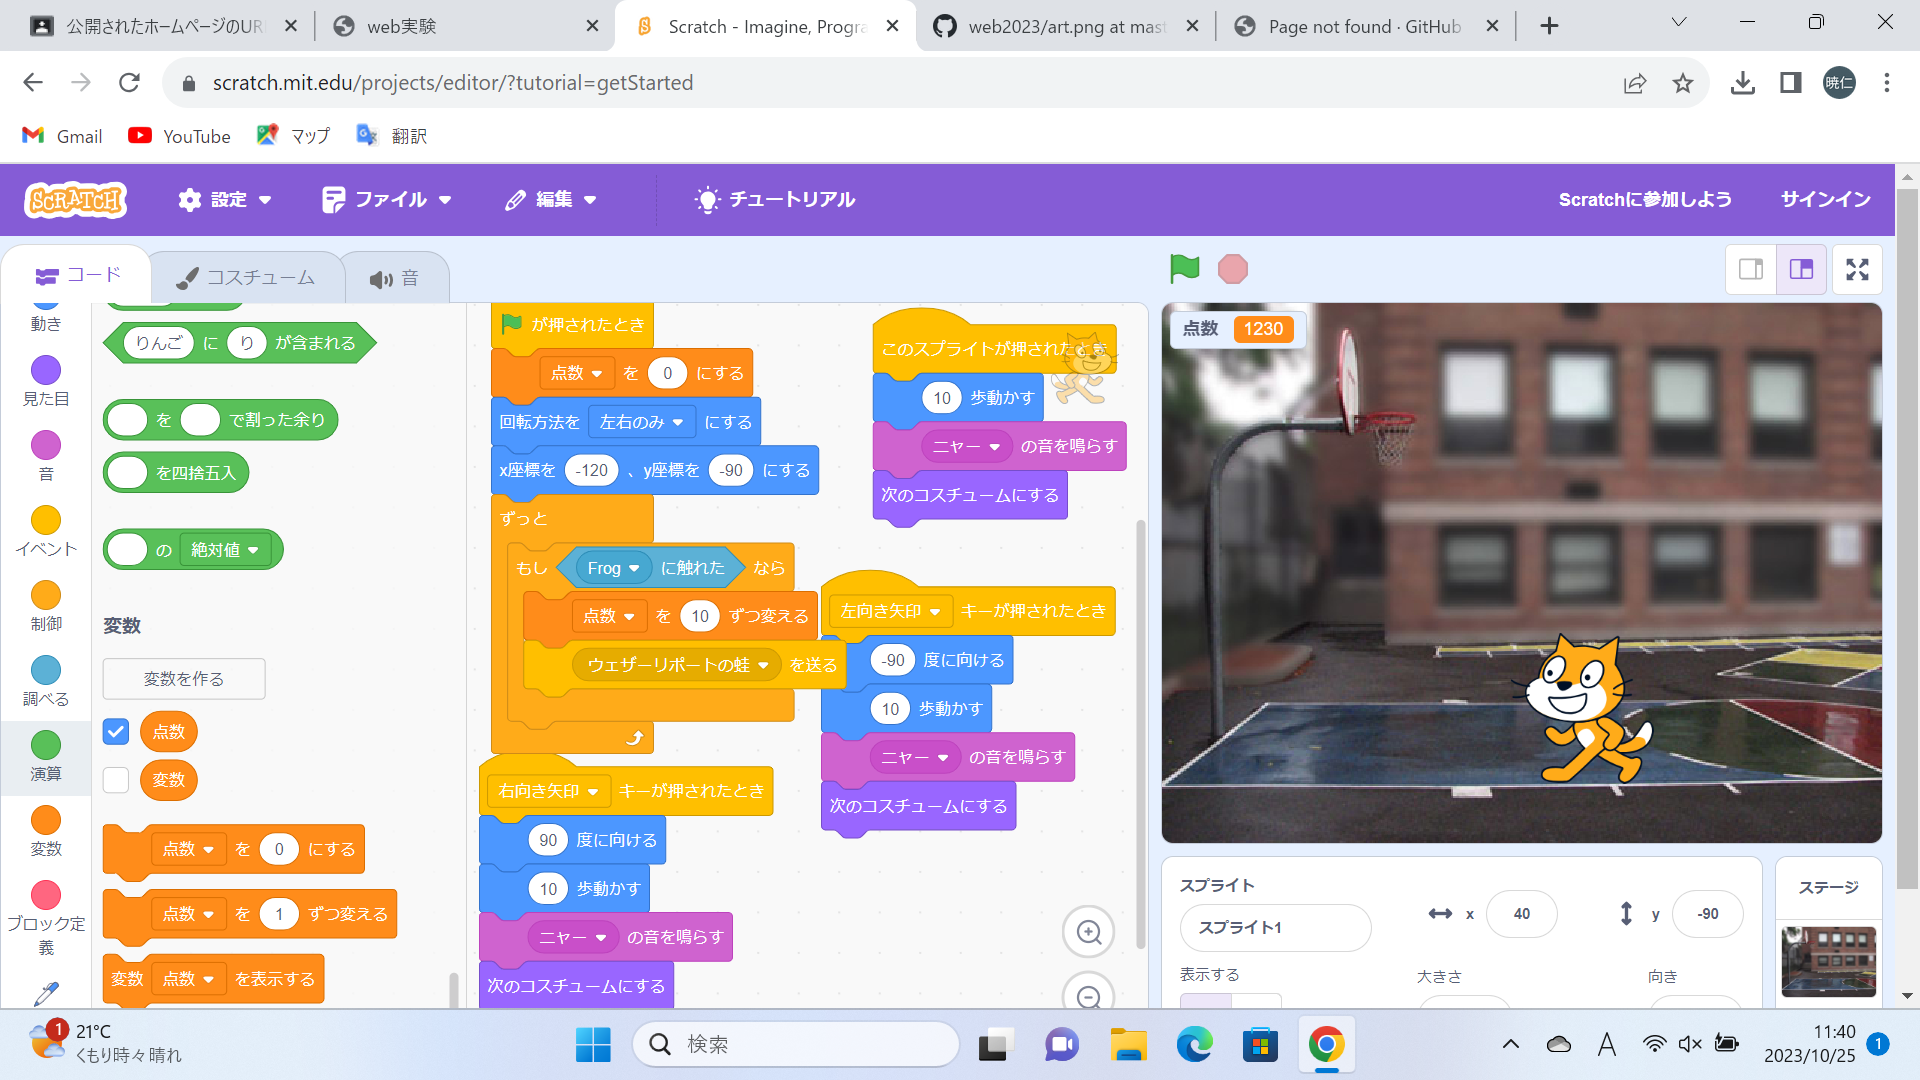 公開されたホームページのUR
web実験
Scratch - Imagine, Progra
web2023/art.png at mast
Page not found · GitHub
scratch.mit.edu/projects/editor/?tutorial=getStarted
暁仁
Gmail
YouTube
マップ
翻訳
SCRATCH
設定
ファイル
編集
チュートリアル
Scratchに参加しよう
サインイン
コード
コスチューム
音
動き
見た目
音
イベント
制御
調べる
演算
変数
ブロック定
義
りんご に り が含まれる
を で割った余り
を四捨五入
の 絶対値
変数
変数を作る
点数
変数
点数 を 0 にする
点数 を 1 ずつ変える
変数 点数 を表示する
が押されたとき
点数 を 0 にする
回転方法を 左右のみ にする
x座標を -120 、y座標を -90 にする
ずっと
もし Frog に触れた なら
点数 を 10 ずつ変える
ウェザーリポートの蛙 を送る
右向き矢印 キーが押されたとき
90 度に向ける
10 歩動かす
ニャー の音を鳴らす
次のコスチュームにする
このスプライトが押されたとき
10 歩動かす
ニャー の音を鳴らす
次のコスチュームにする
左向き矢印 キーが押されたとき
-90 度に向ける
10 歩動かす
ニャー の音を鳴らす
次のコスチュームにする
点数 1230
スプライト
スプライト1
x 40
y -90
表示する
大きさ
向き
ステージ
1
21°C
くもり時々晴れ
検索
A
11:40
2023/10/25
1